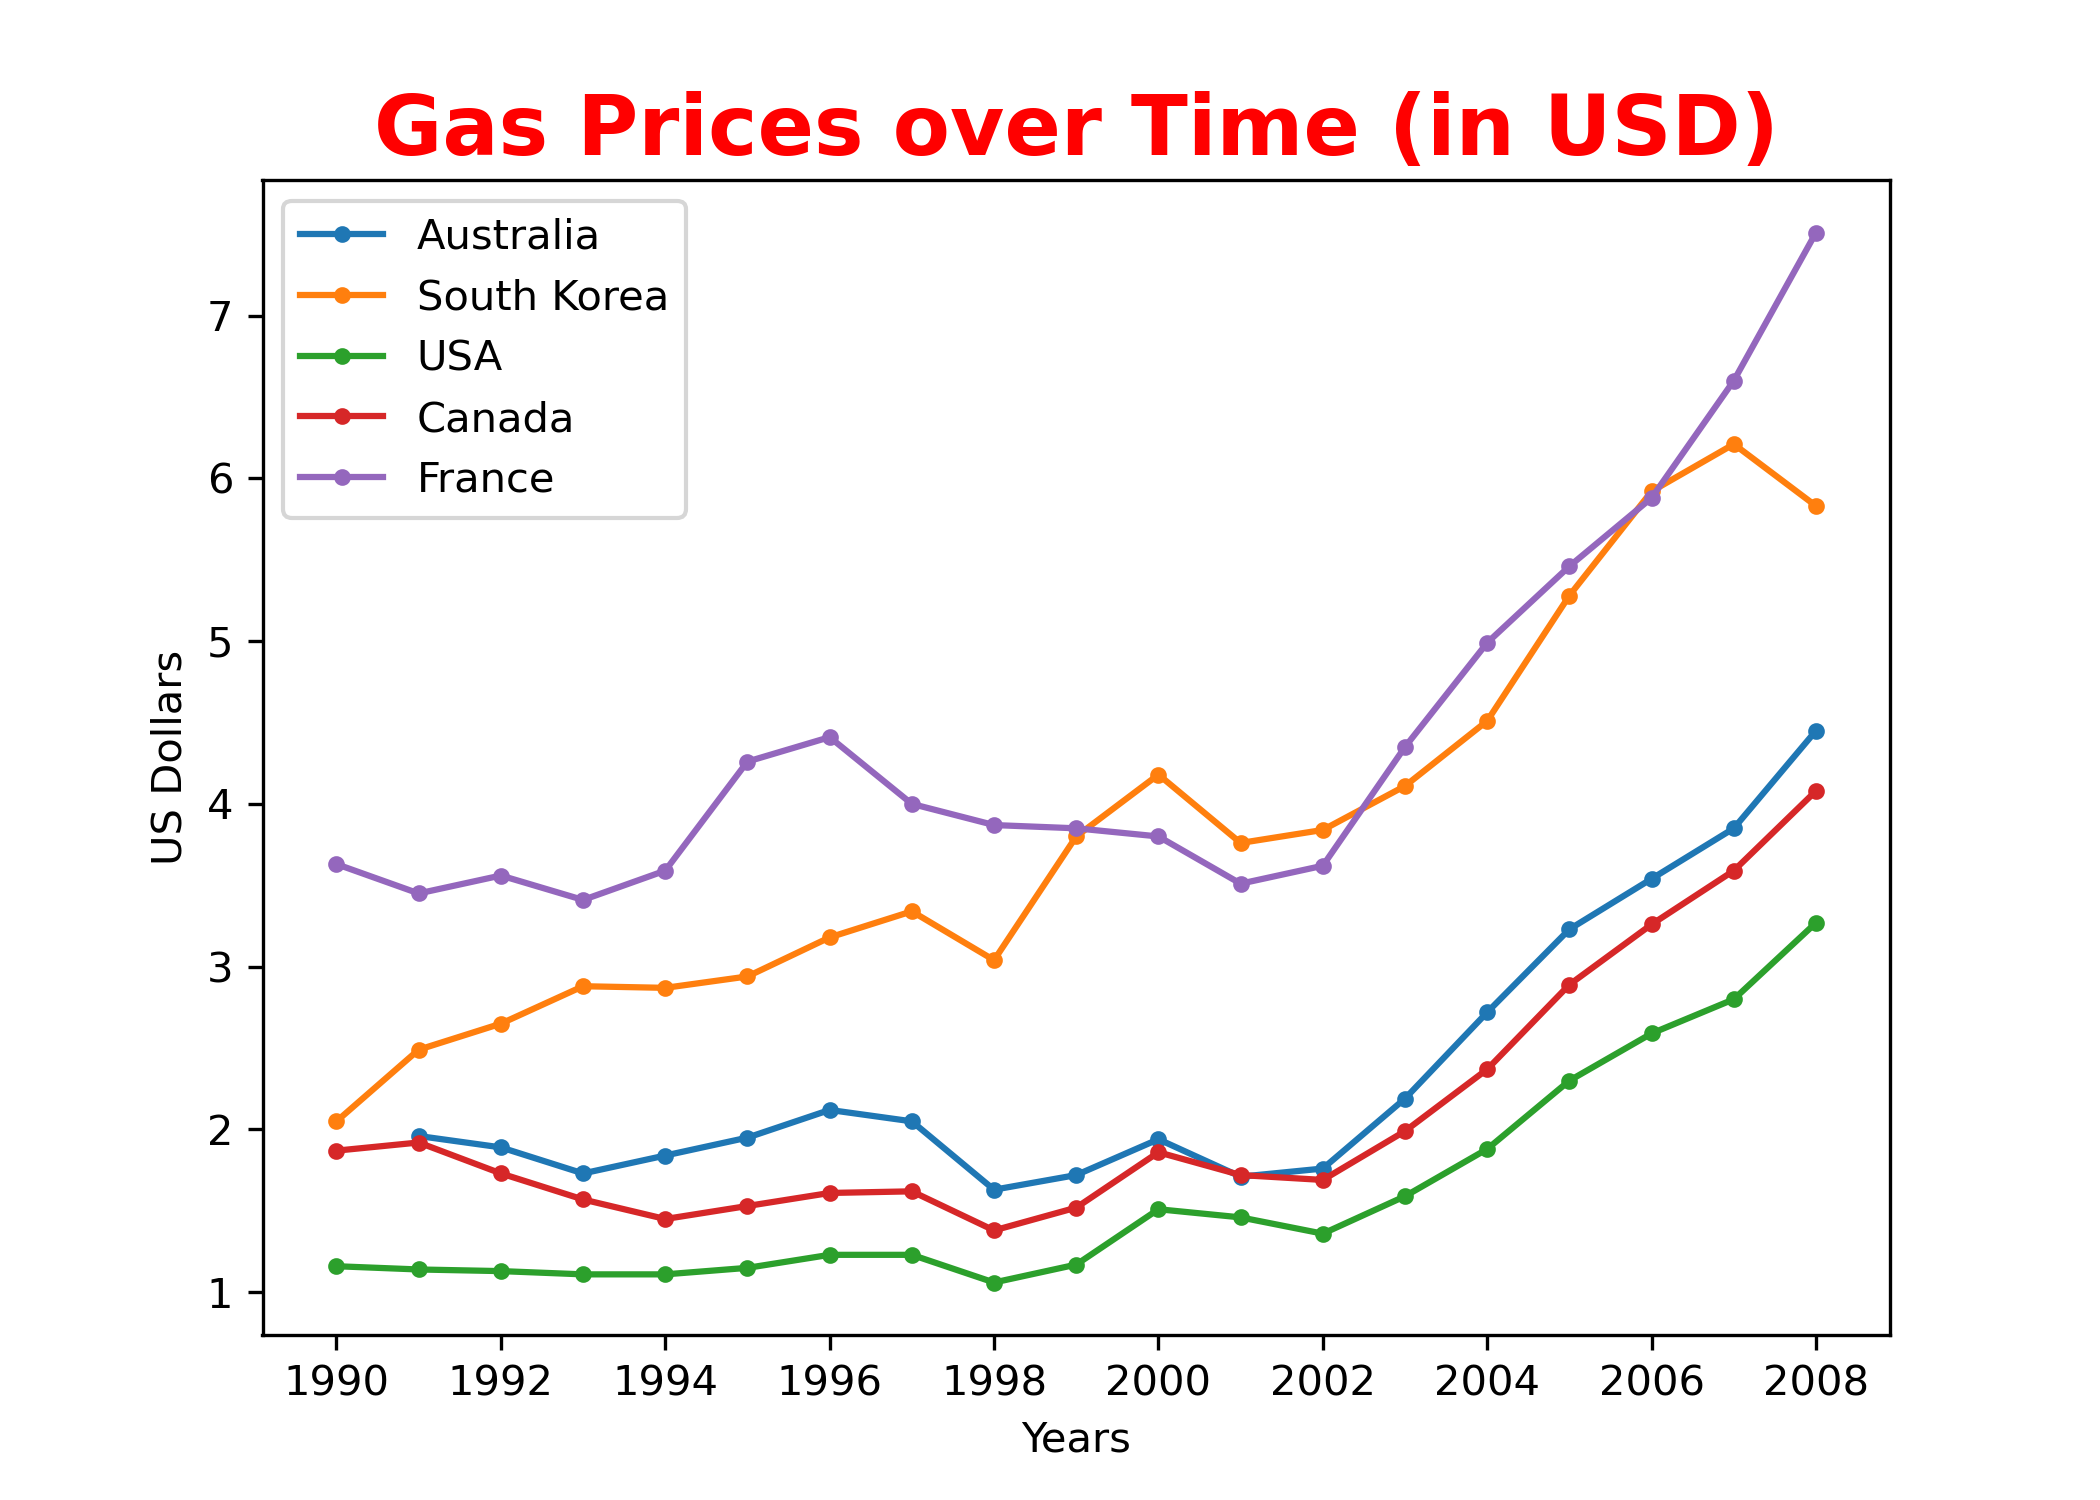 Gas Prices over Time (in USD)
Australia
South Korea
USA
Canada
France
US Dollars
7
6
5
4
3
2
1
1990 1992 1994 1996 1998 2000 2002 2004 2006 2008
Years